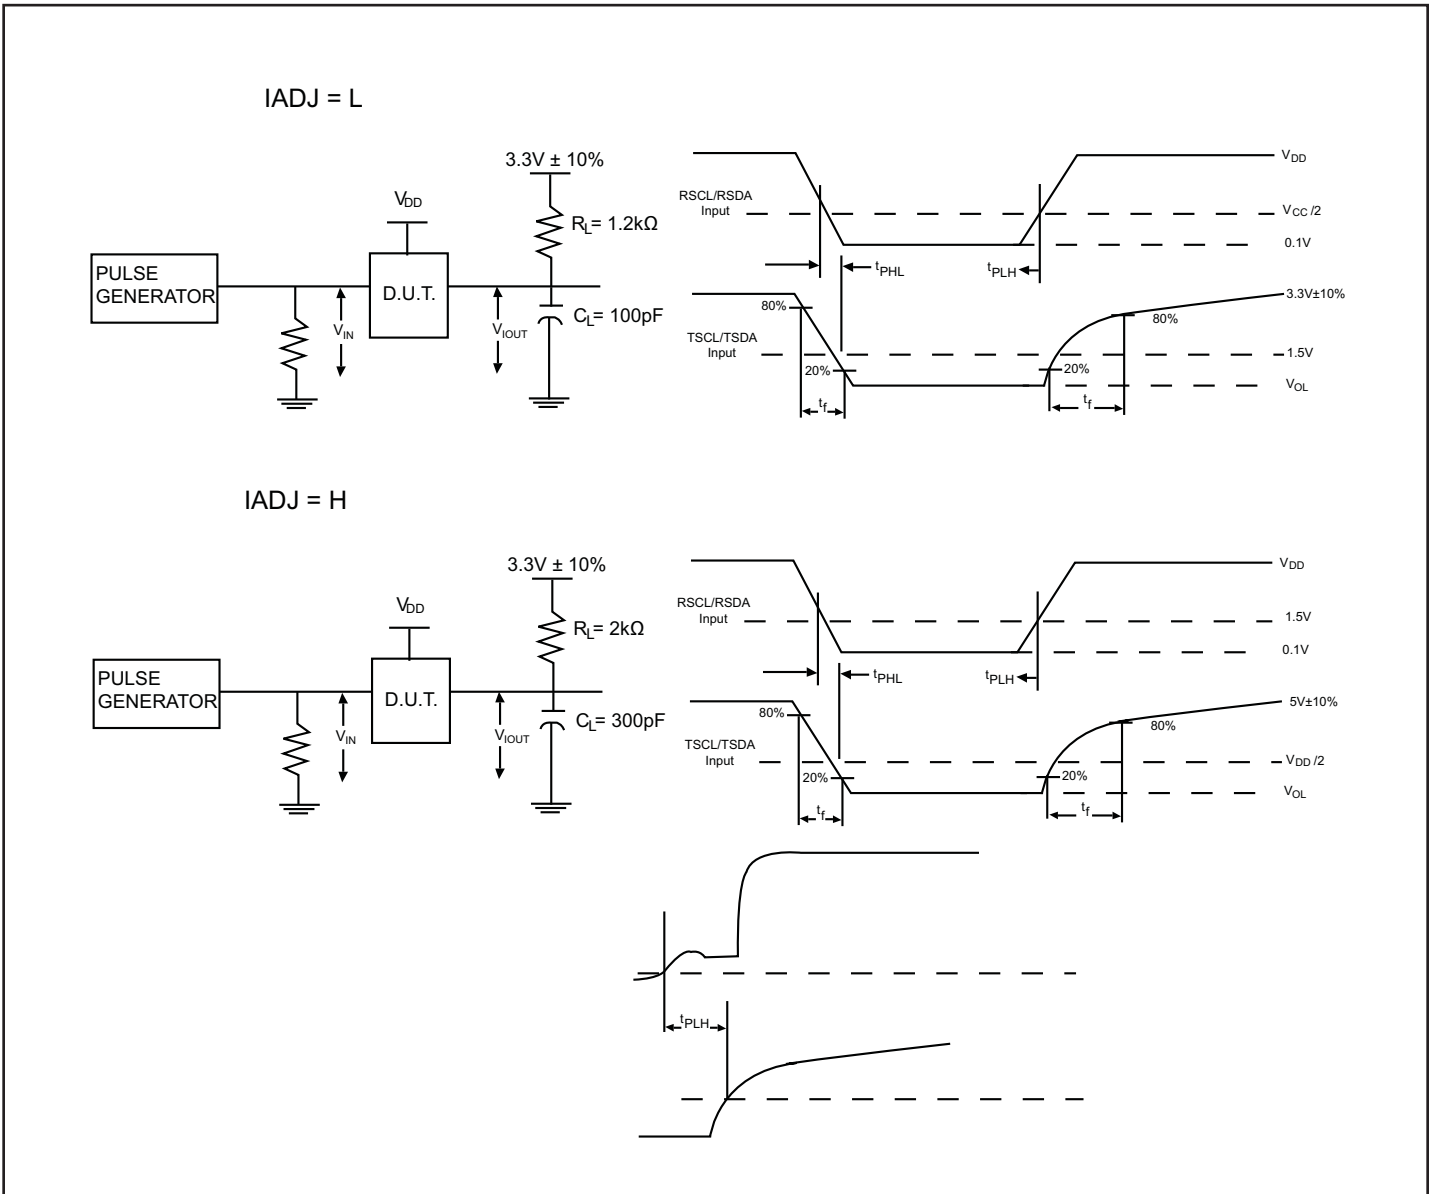 IADJ = L
3.3V ± 10%
VDD
RL= 1.2kΩ
PULSE
GENERATOR
D.U.T.
VIN
VIOUT
CL= 100pF
VDD
RSCL/RSDA
Input
VCC/2
0.1V
tPHL
tPLH
3.3V±10%
80%
80%
TSCL/TSDA
Input
1.5V
20%
20%
VOL
tf
tf
IADJ = H
3.3V ± 10%
VDD
RL= 2kΩ
PULSE
GENERATOR
D.U.T.
VIN
VIOUT
CL= 300pF
VDD
RSCL/RSDA
Input
1.5V
0.1V
tPHL
tPLH
5V±10%
80%
80%
TSCL/TSDA
Input
VDD/2
20%
20%
VOL
tf
tf
tPLH